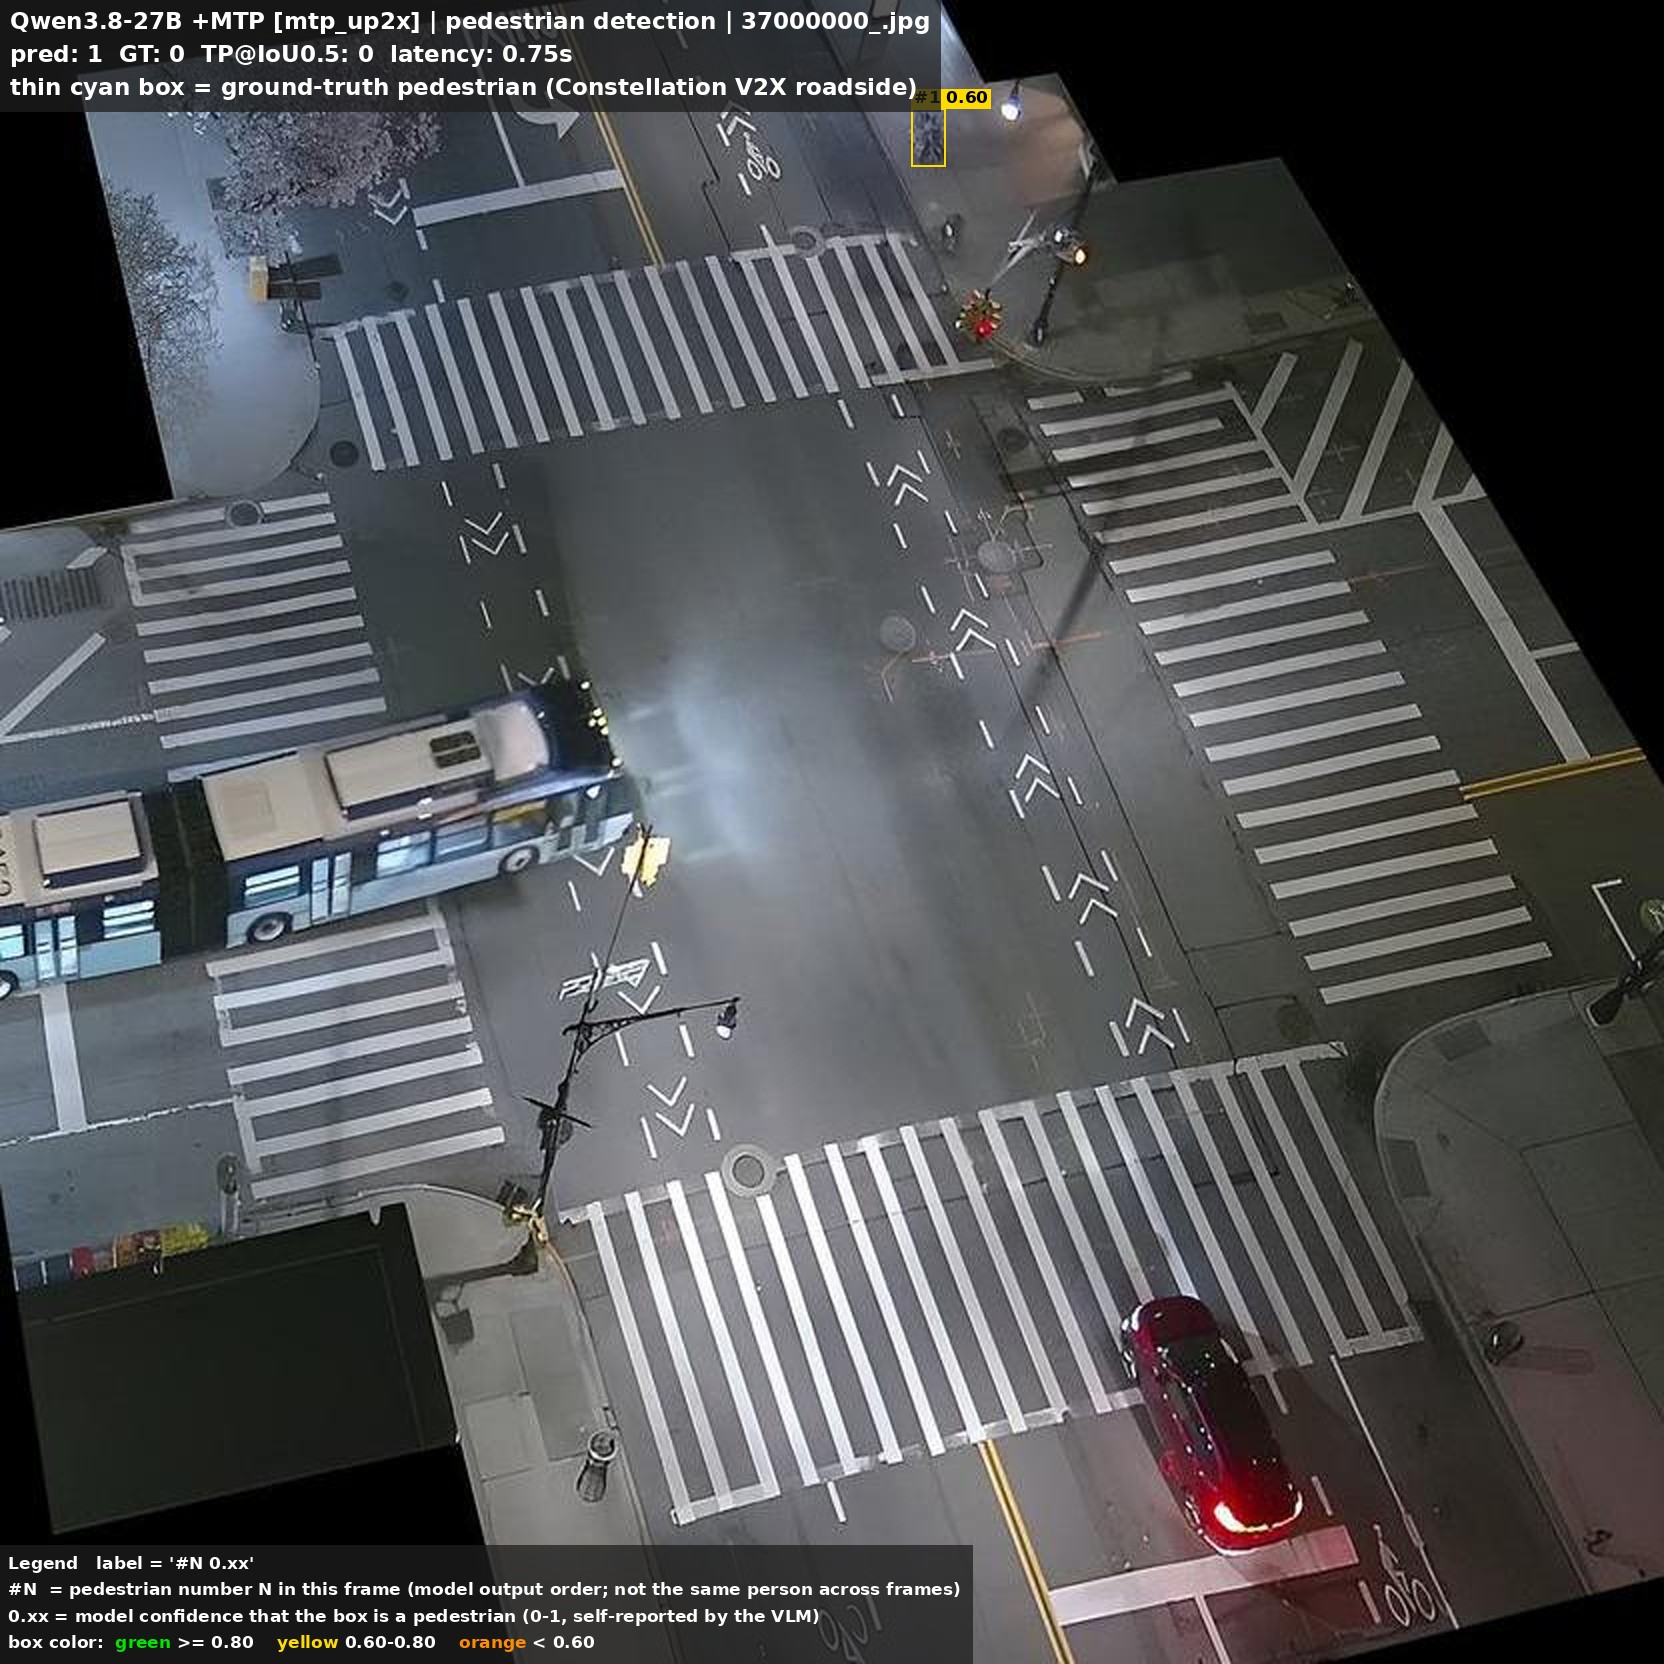 Qwen3.8-27B +MTP [mtp_up2x] | pedestrian detection | 37000000_.jpg
pred: 1  GT: 0  TP@IoU0.5: 0  latency: 0.75s
thin cyan box = ground-truth pedestrian (Constellation V2X roadside)
#1 0.60
Legend   label = '#N 0.xx'
#N  = pedestrian number N in this frame (model output order; not the same person across frames)
0.xx = model confidence that the box is a pedestrian (0-1, self-reported by the VLM)
box color:  green >= 0.80    yellow 0.60-0.80    orange < 0.60